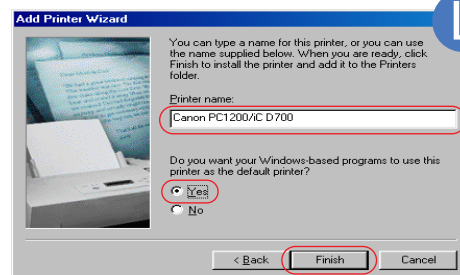 Add Printer Wizard
You can type a name for this printer, or you can use
the name supplied below. When you are ready, click
Finish to install the printer and add it to the Printers
folder.
Printer name:
Canon PC1200/iC D700
Do you want your Windows-based programs to use this
printer as the default printer?
Yes
No
< Back
Finish
Cancel